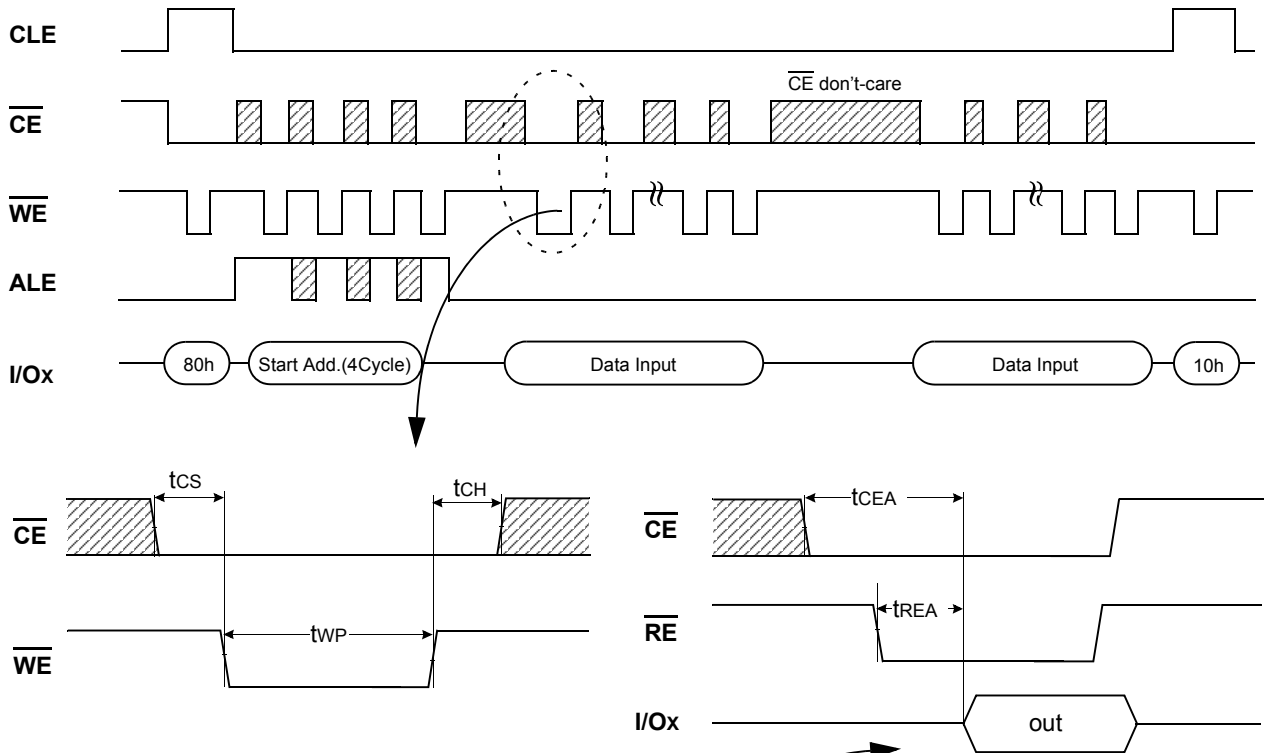 CLE
CE don't-care
CE
WE
ALE
I/Ox
80h
Start Add.(4Cycle)
Data Input
Data Input
10h
tCS
tCH
CE
tWP
WE
tCEA
CE
tREA
RE
I/Ox
out